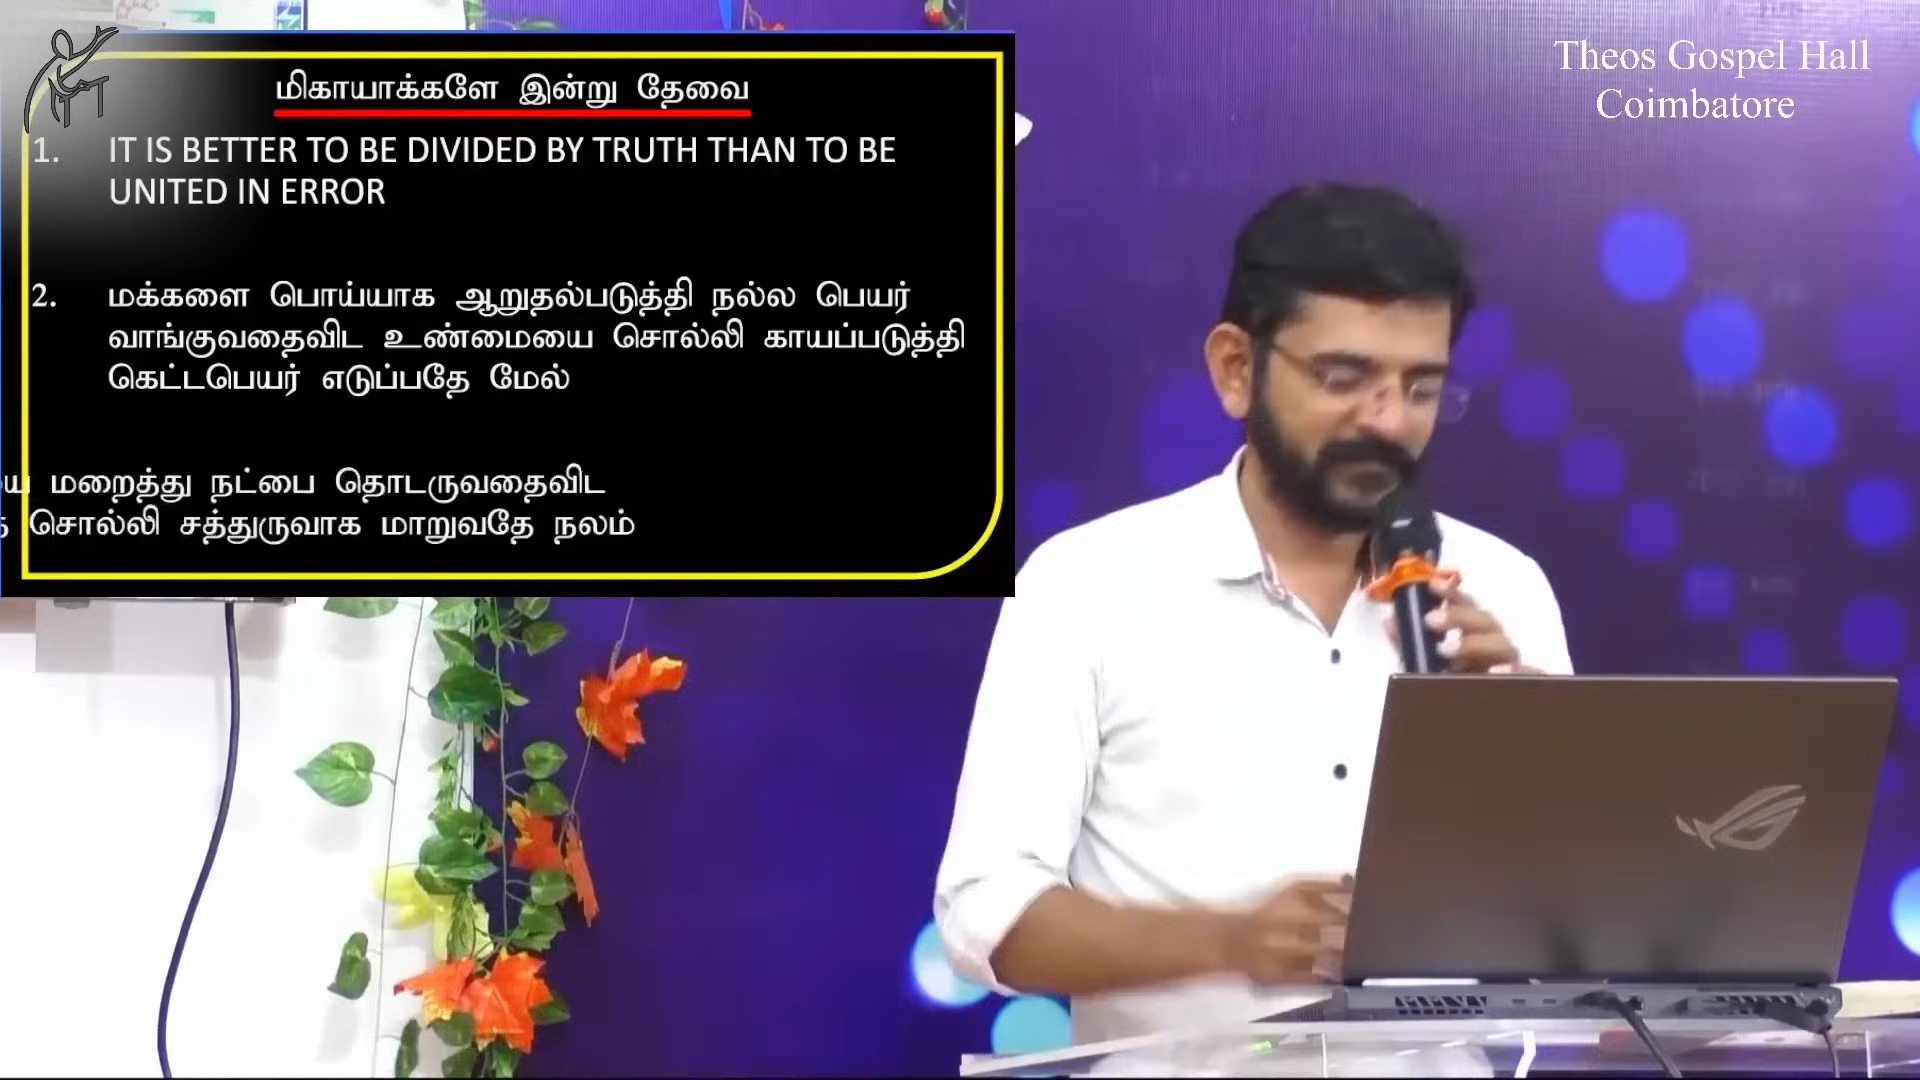 மிகாயாக்களே இன்று தேவை
1. IT IS BETTER TO BE DIVIDED BY TRUTH THAN TO BE
UNITED IN ERROR
2. மக்களை பொய்யாக ஆறுதல்படுத்தி நல்ல பெயர்
வாங்குவதைவிட உண்மையை சொல்லி காயப்படுத்தி
கெட்டபெயர் எடுப்பதே மேல்
மறைத்து நட்பை தொடருவதைவிட
சொல்லி சத்துருவாக மாறுவதே நலம்
Theos Gospel Hall
Coimbatore